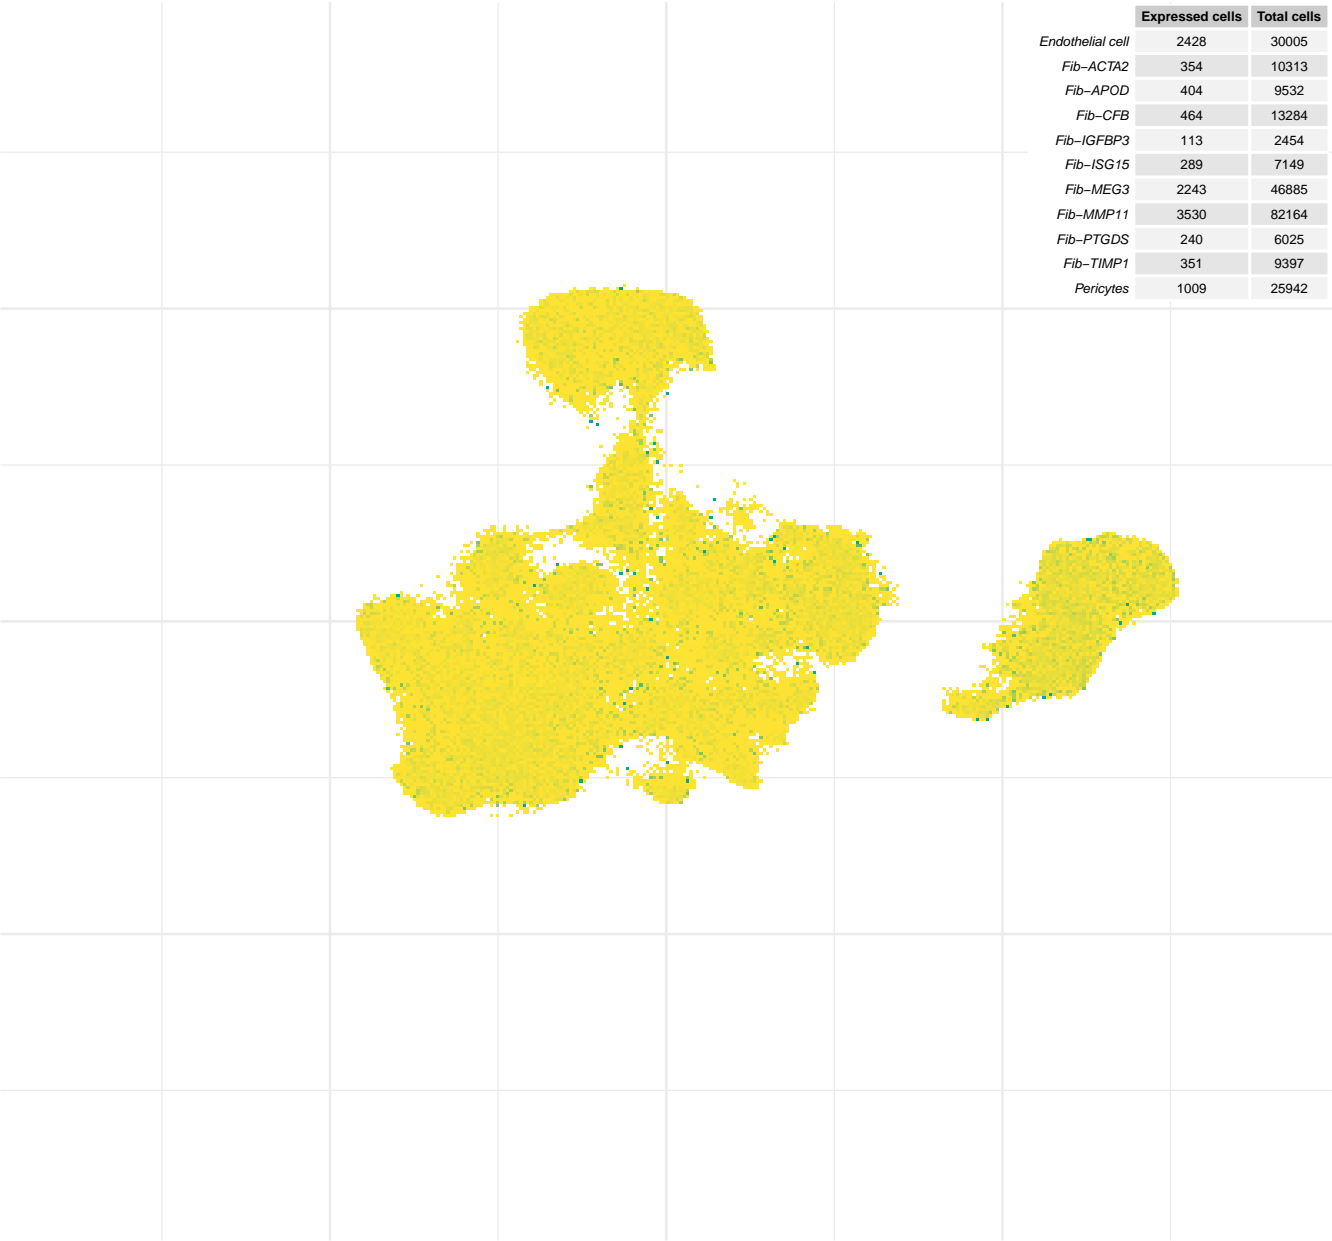 Expressed cells Total cells
Endothelial cell 2428 30005
Fib−ACTA2 354 10313
Fib−APOD 404 9532
Fib−CFB 464 13284
Fib−IGFBP3 113 2454
Fib−ISG15 289 7149
Fib−MEG3 2243 46885
Fib−MMP11 3530 82164
Fib−PTGDS 240 6025
Fib−TIMP1 351 9397
Pericytes 1009 25942